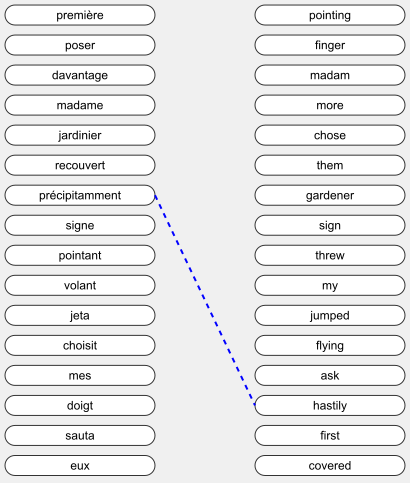 première
poser
davantage
madame
jardinier
recouvert
précipitamment
signe
pointant
volant
jeta
choisit
mes
doigt
sauta
eux
pointing
finger
madam
more
chose
them
gardener
sign
threw
my
jumped
flying
ask
hastily
first
covered